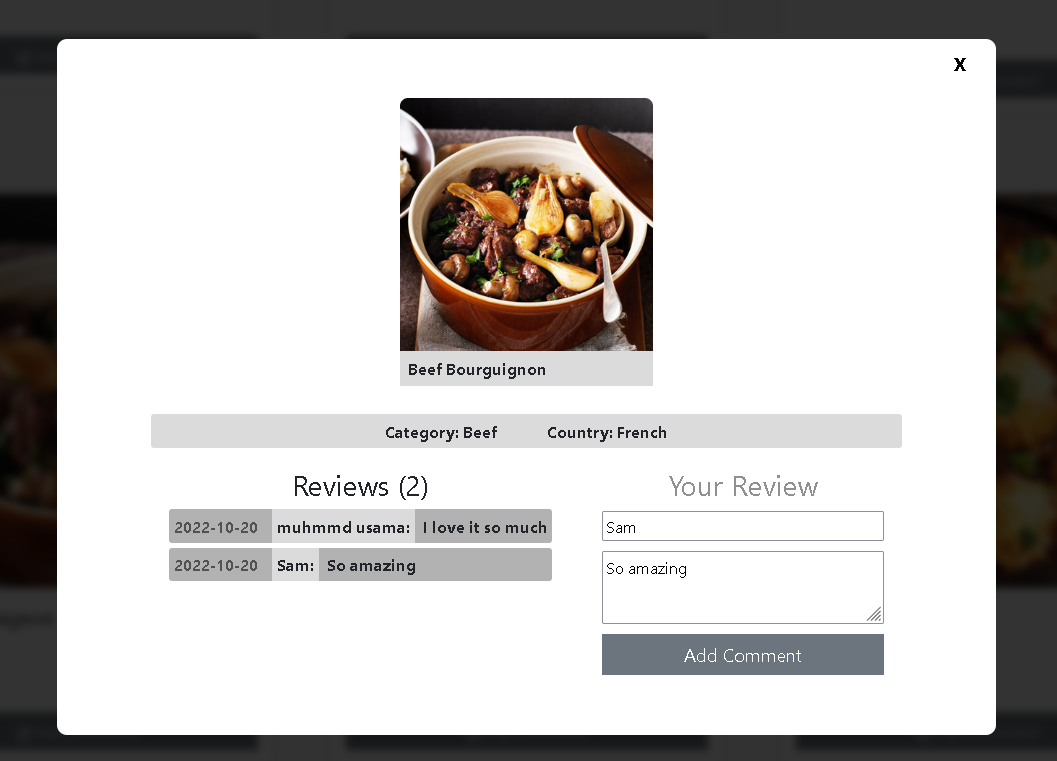 X
Beef Bourguignon
Category: Beef Country: French
Reviews (2)
2022-10-20 muhmmd usama: I love it so much
2022-10-20 Sam: So amazing
Your Review
Sam
So amazing
Add Comment